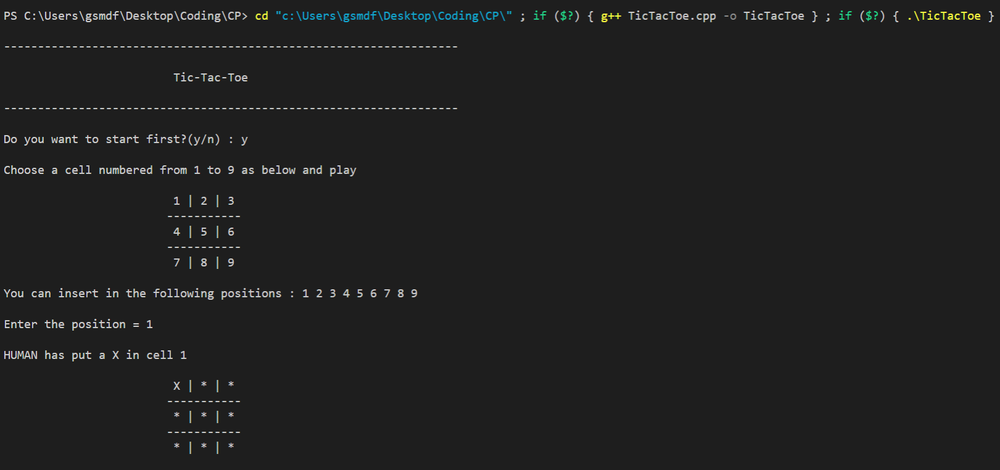 PS C:\Users\gsmdf\Desktop\Coding\CP> cd "c:\Users\gsmdf\Desktop\Coding\CP\" ; if ($?) { g++ TicTacToe.cpp -o TicTacToe } ; if ($?) { .\TicTacToe }
-------------------------------------------------------------------
Tic-Tac-Toe
-------------------------------------------------------------------
Do you want to start first?(y/n) : y
Choose a cell numbered from 1 to 9 as below and play
1 | 2 | 3
-----------
4 | 5 | 6
-----------
7 | 8 | 9
You can insert in the following positions : 1 2 3 4 5 6 7 8 9
Enter the position = 1
HUMAN has put a X in cell 1
X | * | *
-----------
* | * | *
-----------
* | * | *